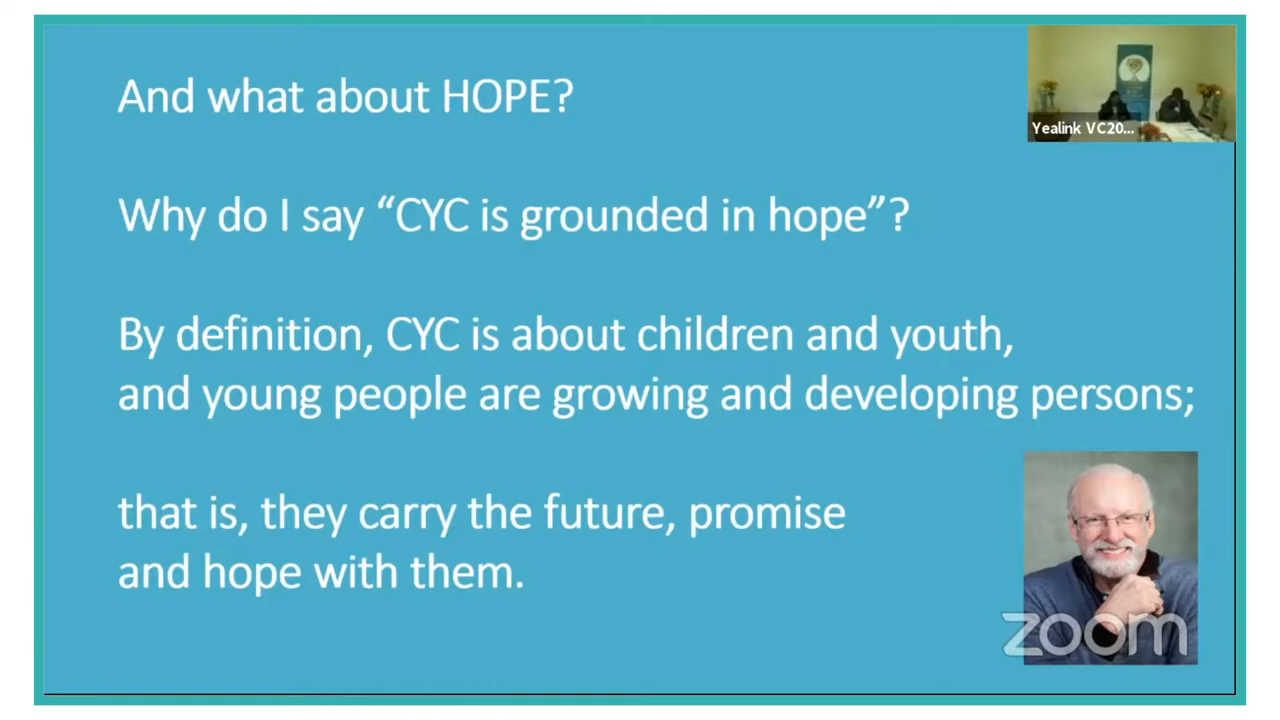 And what about HOPE?
Yealink VC20...
Why do I say “CYC is grounded in hope”?
By definition, CYC is about children and youth,
and young people are growing and developing persons;
that is, they carry the future, promise
and hope with them.
zoom